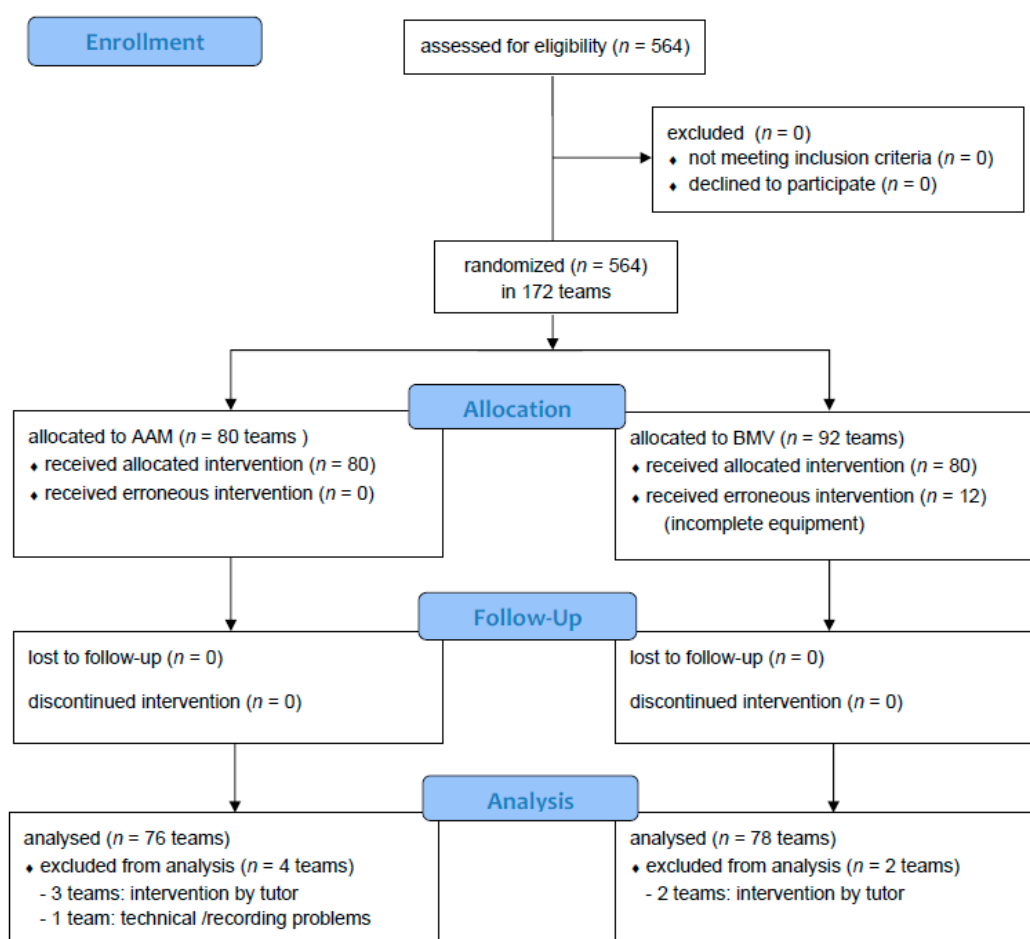 Enrollment
assessed for eligibility (n = 564)
excluded (n = 0)
♦ not meeting inclusion criteria (n = 0)
♦ declined to participate (n = 0)
randomized (n = 564)
in 172 teams
Allocation
allocated to AAM (n = 80 teams )
♦ received allocated intervention (n = 80)
♦ received erroneous intervention (n = 0)
allocated to BMV (n = 92 teams)
♦ received allocated intervention (n = 80)
♦ received erroneous intervention (n = 12)
(incomplete equipment)
Follow-Up
lost to follow-up (n = 0)
discontinued intervention (n = 0)
lost to follow-up (n = 0)
discontinued intervention (n = 0)
Analysis
analysed (n = 76 teams)
♦ excluded from analysis (n = 4 teams)
- 3 teams: intervention by tutor
- 1 team: technical /recording problems
analysed (n = 78 teams)
♦ excluded from analysis (n = 2 teams)
- 2 teams: intervention by tutor